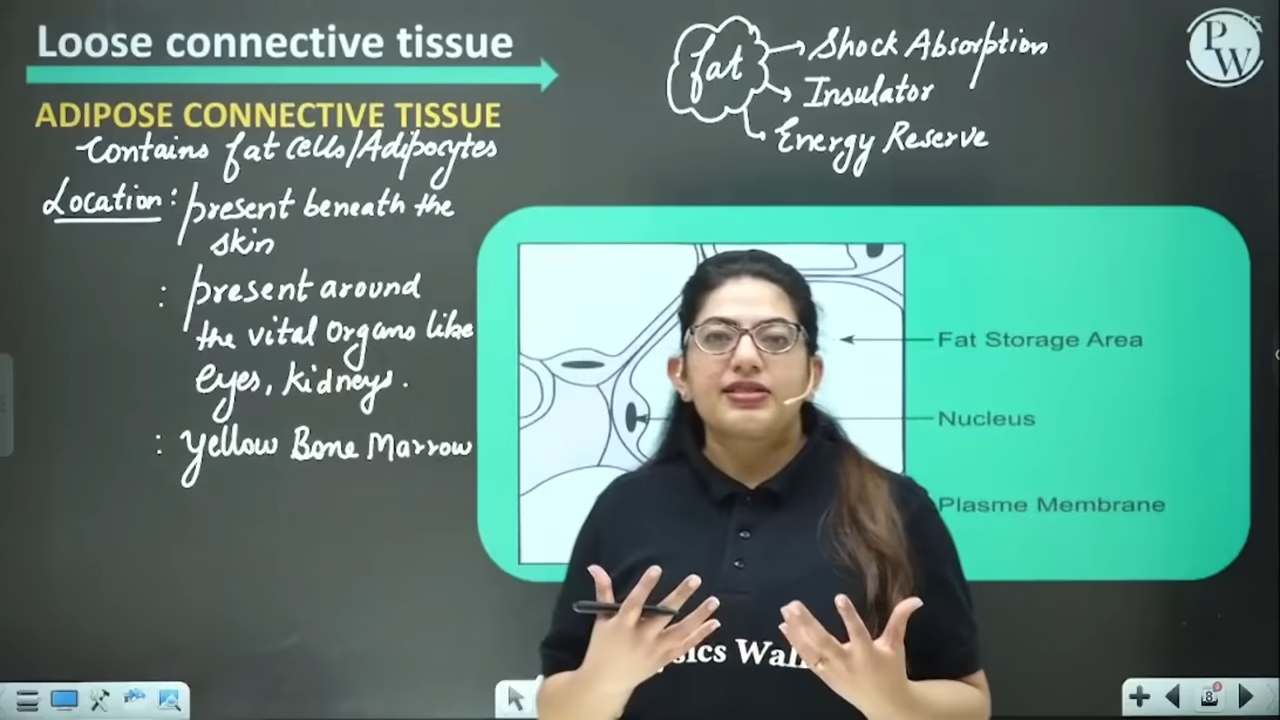 Loose connective tissue
ADIPOSE CONNECTIVE TISSUE
Contains fat cells/Adipocytes
Location: present beneath the
skin
: present around
the vital organs like
eyes, kidneys.
: Yellow Bone Marrow
fat
Shock Absorption
Insulator
Energy Reserve
PW
Fat Storage Area
Nucleus
Plasme Membrane
sics Wall
8